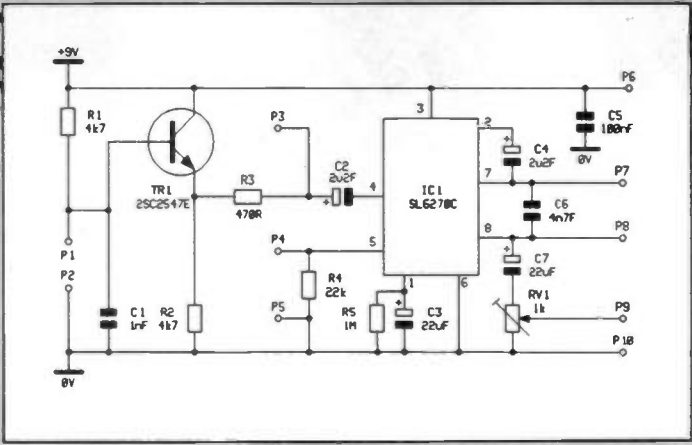 +9V
R1
4k7
TR1
2SC2547E
P3
R3
470R
C2
2u2F
+
4
3
2
7
8
5
1
6
IC1
SL6270C
+
C4
2u2F
C5
100nF
0V
P6
P7
C6
4n7F
P8
+
C7
22uF
RV1
1k
P9
P10
P1
P2
P4
P5
R4
22k
C1
1nF
R2
4k7
R5
1M
+
C3
22uF
0V